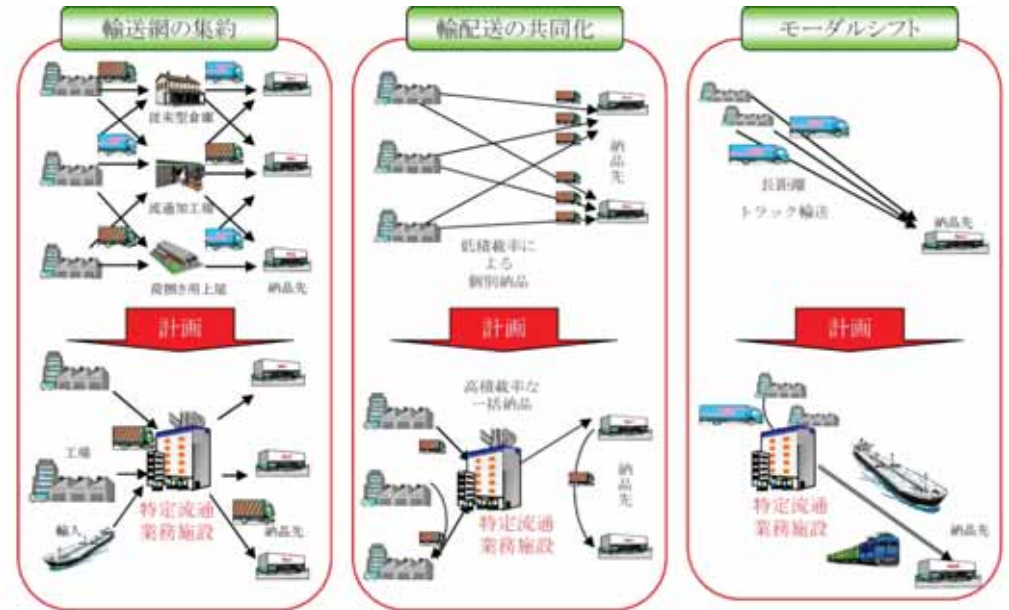 輸送網の集約
従来型倉庫
流通加工場
荷捌き用上屋
納品先
計画
工場
輸入
特定流通
業務施設
納品先
輸配送の共同化
納品先
低積載率に
よる
個別納品
計画
高積載率な
一括納品
特定流通
業務施設
納品先
モーダルシフト
長距離
トラック輸送
納品先
計画
特定流通
業務施設
納品先